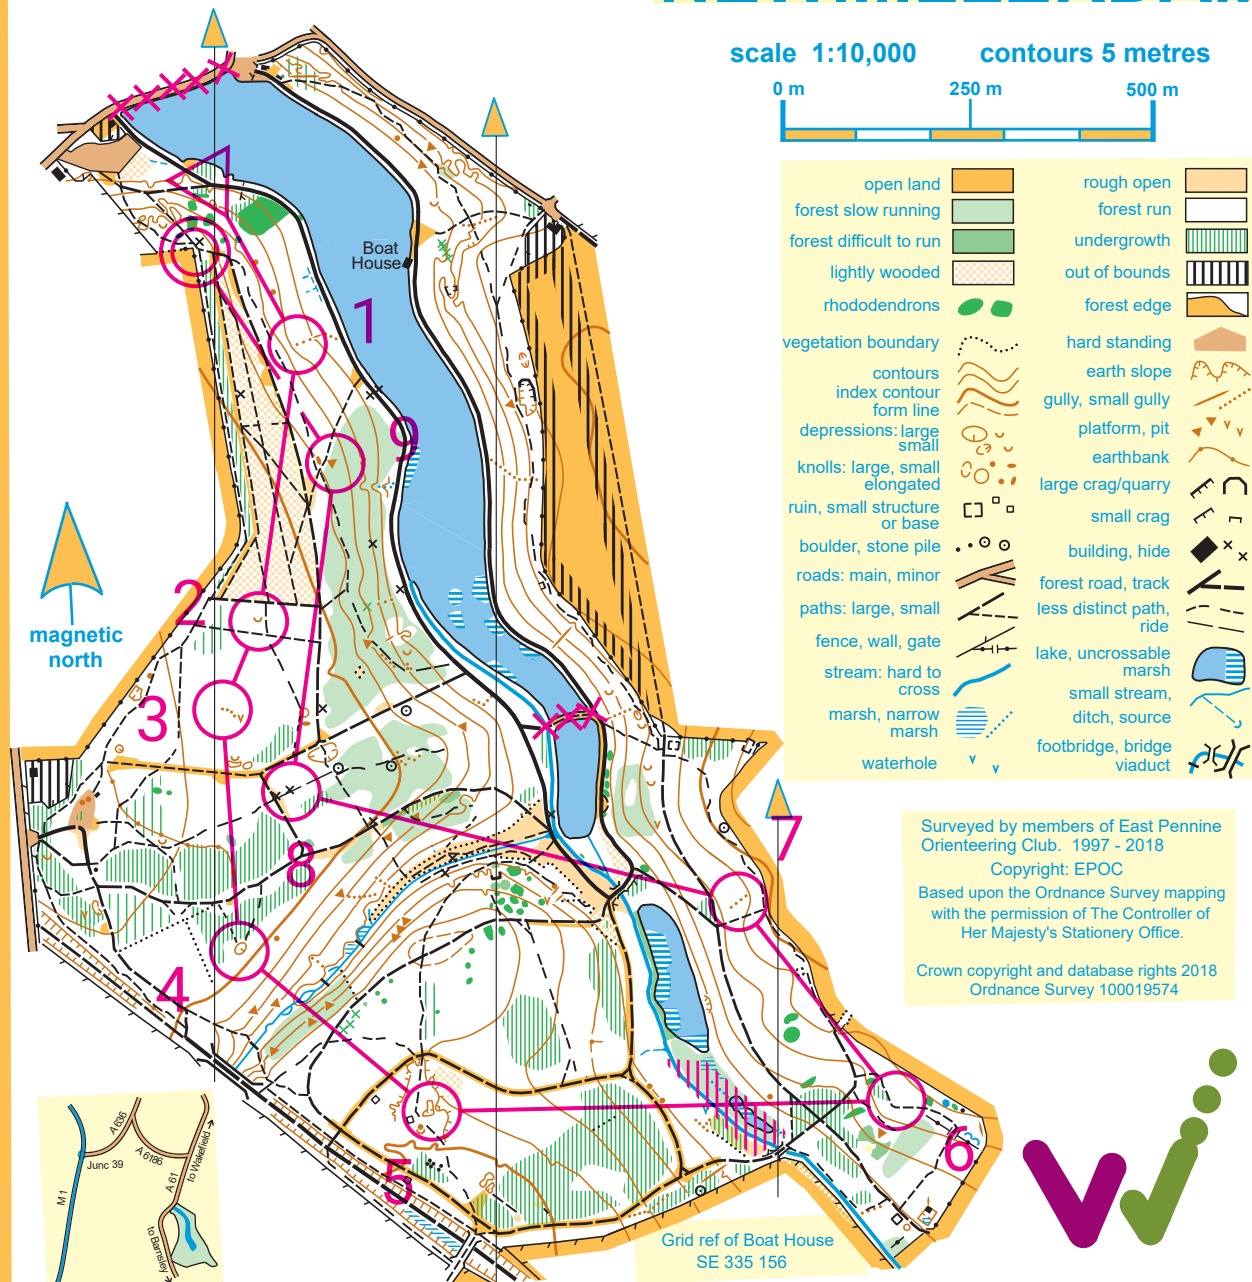 scale 1:10,000 contours 5 metres
0 m 250 m 500 m
open land
rough open
forest slow running
forest run
forest difficult to run
undergrowth
lightly wooded
out of bounds
rhododendrons
forest edge
vegetation boundary
hard standing
contours
earth slope
index contour
gully, small gully
form line
depressions: large
small
platform, pit
knolls: large, small
elongated
earthbank
large crag/quarry
ruin, small structure
or base
small crag
boulder, stone pile
building, hide
roads: main, minor
forest road, track
paths: large, small
less distinct path,
ride
fence, wall, gate
lake, uncrossable
marsh
stream: hard to
cross
small stream,
ditch, source
marsh, narrow
marsh
footbridge, bridge
viaduct
waterhole
Boat
House
1
9
2
3
8
7
4
5
6
magnetic
north
Surveyed by members of East Pennine
Orienteering Club. 1997 - 2018
Copyright: EPOC
Based upon the Ordnance Survey mapping
with the permission of The Controller of
Her Majesty's Stationery Office.
Crown copyright and database rights 2018
Ordnance Survey 100019574
Grid ref of Boat House
SE 335 156
A 636
Junc 39
A 6186
A 61
to Wakefield
M 1
to Barnsley